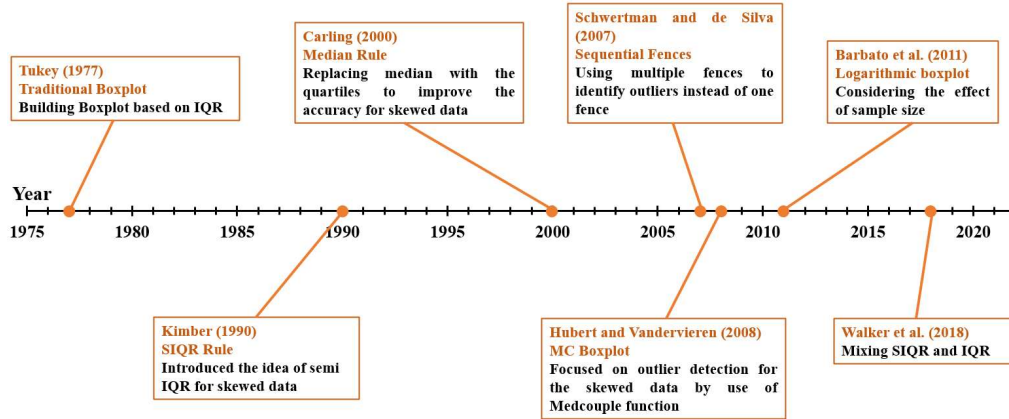 Tukey (1977)
Traditional Boxplot
Building Boxplot based on IQR
Carling (2000)
Median Rule
Replacing median with the
quartiles to improve the
accuracy for skewed data
Schwertman and de Silva
(2007)
Sequential Fences
Using multiple fences to
identify outliers instead of one
fence
Barbato et al. (2011)
Logarithmic boxplot
Considering the effect
of sample size
Year
1975 1980 1985 1990 1995 2000 2005 2010 2015 2020
Kimber (1990)
SIQR Rule
Introduced the idea of semi
IQR for skewed data
Hubert and Vandervieren (2008)
MC Boxplot
Focused on outlier detection for
the skewed data by use of
Medcouple function
Walker et al. (2018)
Mixing SIQR and IQR